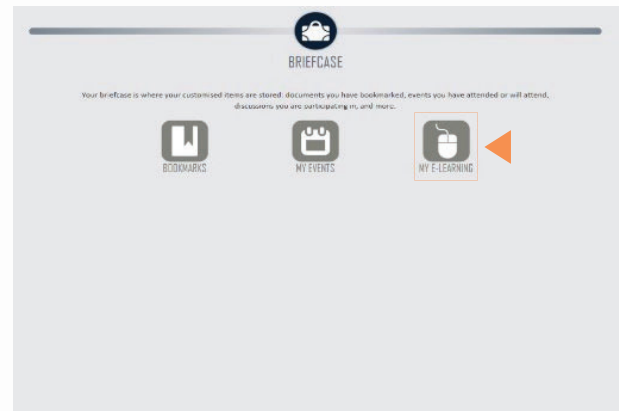 BRIEFCASE
Your briefcase is where your customised items are stored: documents you have bookmarked, events you have attended or will attend,
discussions you are participating in, and more.
BOOKMARKS
MY EVENTS
MY E-LEARNING